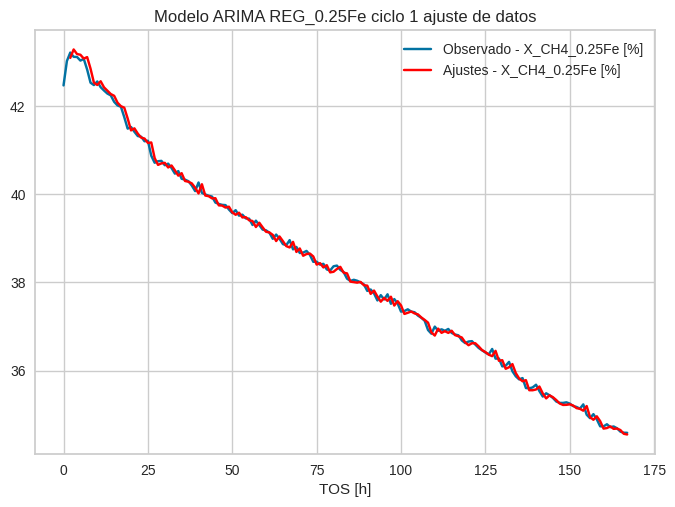 Modelo ARIMA REG_0.25Fe ciclo 1 ajuste de datos
Observado - X_CH4_0.25Fe [%]
Ajustes - X_CH4_0.25Fe [%]
42
40
38
36
0 25 50 75 100 125 150 175
TOS [h]